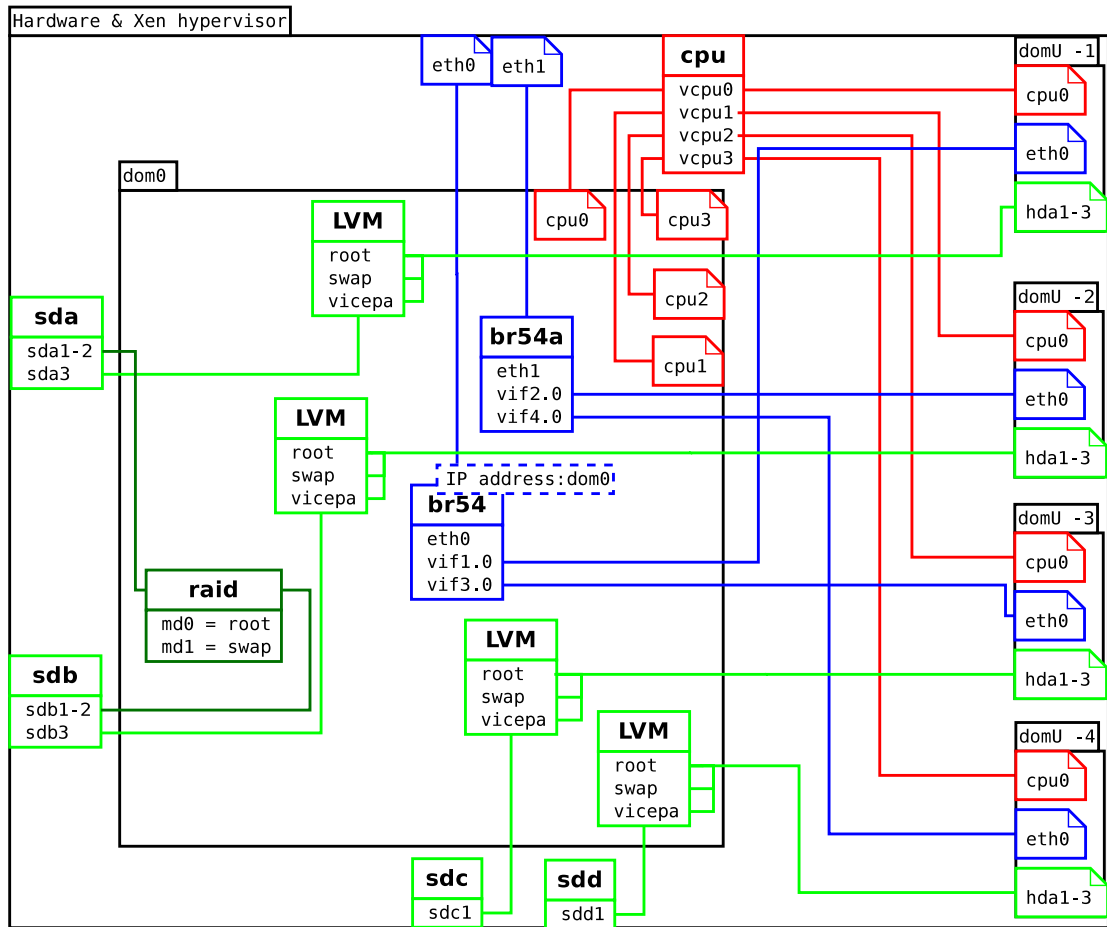 Hardware & Xen hypervisor
eth0
eth1
cpu
vcpu0
vcpu1
vcpu2
vcpu3
domU -1
cpu0
eth0
hda1-3
dom0
cpu0
cpu3
cpu2
cpu1
LVM
root
swap
vicepa
sda
sda1-2
sda3
br54a
eth1
vif2.0
vif4.0
domU -2
cpu0
eth0
hda1-3
LVM
root
swap
vicepa
IP address:dom0
br54
eth0
vif1.0
vif3.0
domU -3
cpu0
eth0
hda1-3
raid
md0 = root
md1 = swap
sdb
sdb1-2
sdb3
LVM
root
swap
vicepa
LVM
root
swap
vicepa
domU -4
cpu0
eth0
hda1-3
sdc
sdc1
sdd
sdd1